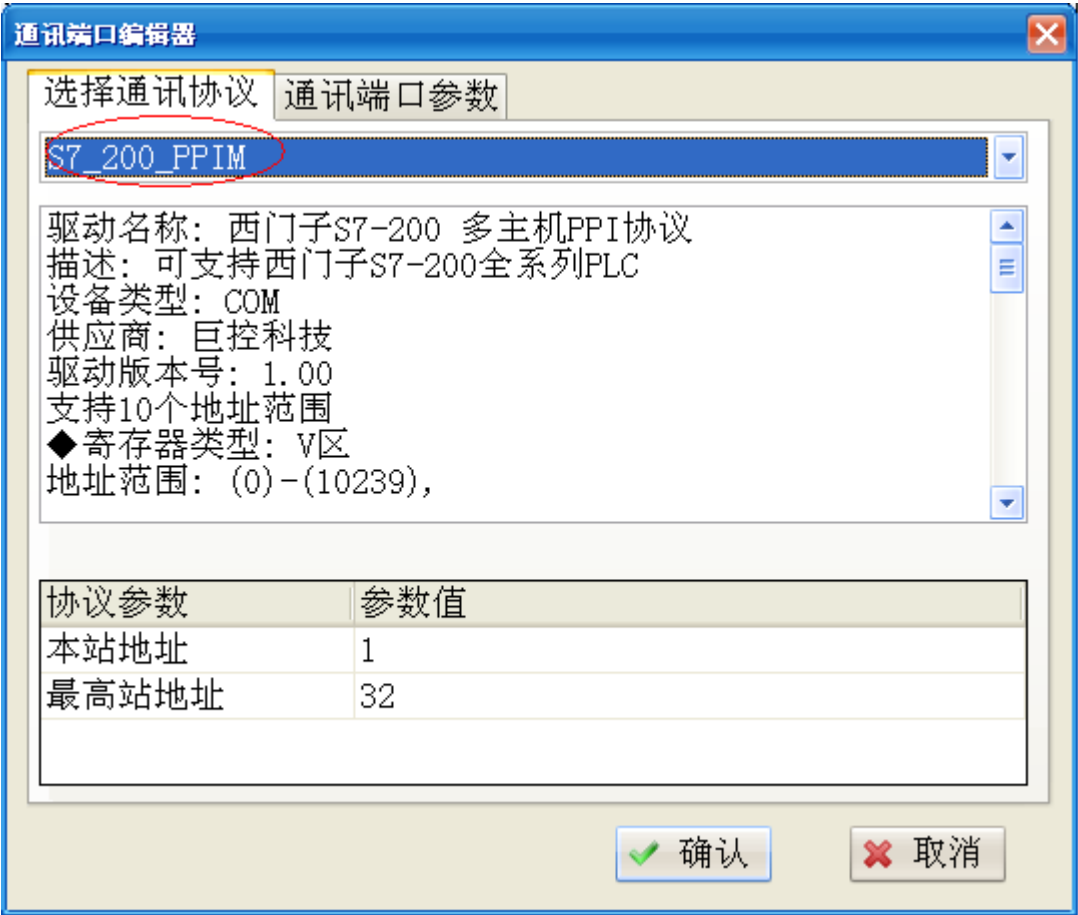 通讯端口编辑器
选择通讯协议 通讯端口参数
S7_200_PPIM
驱动名称: 西门子S7-200 多主机PPI协议
描述: 可支持西门子S7-200全系列PLC
设备类型: COM
供应商: 巨控科技
驱动版本号: 1.00
支持10个地址范围
◆寄存器类型: V区
地址范围: (0)-(10239),
协议参数 参数值
本站地址 1
最高站地址 32
确认 取消